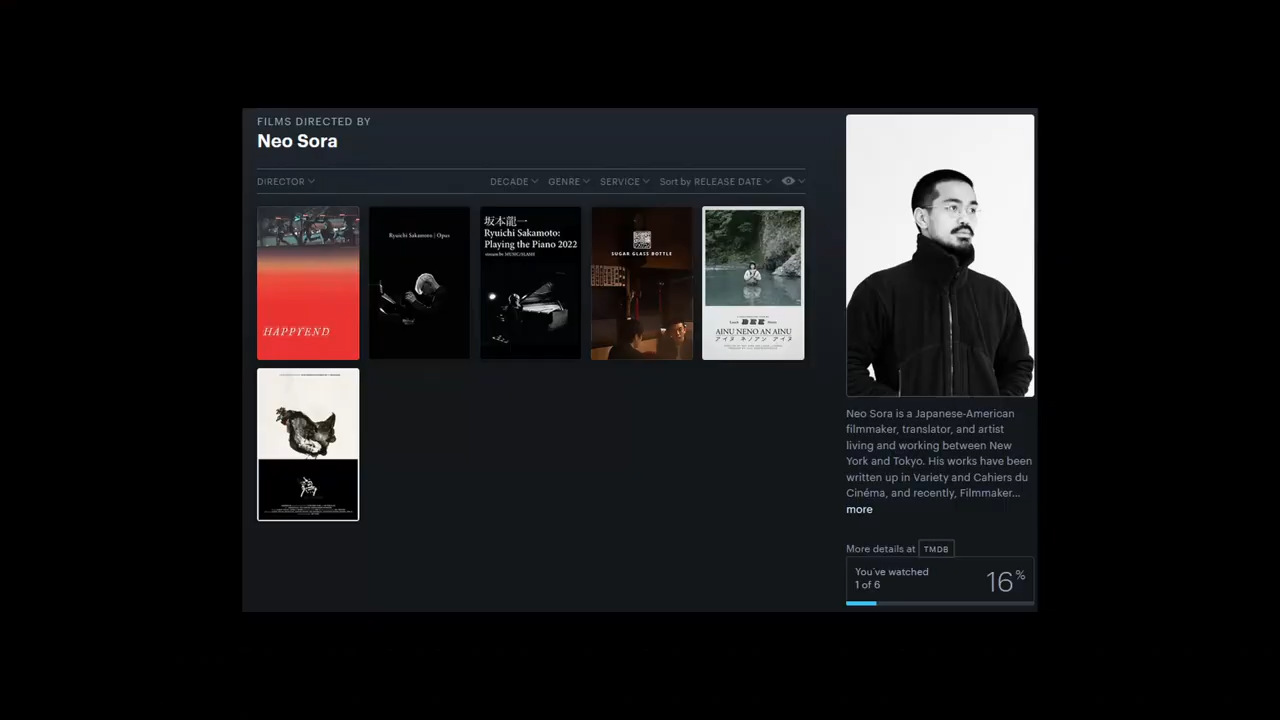 FILMS DIRECTED BY
Neo Sora
DIRECTOR
DECADE GENRE SERVICE Sort by RELEASE DATE
HAPPYEND
Ryuichi Sakamoto | Opus
坂本龍一
Ryuichi Sakamoto:
Playing the Piano 2022
SUGAR GLASS BOTTLE
AINU NENO AN AINU
アイヌ ネノアン アイヌ
Neo Sora is a Japanese-American
filmmaker, translator, and artist
living and working between New
York and Tokyo. His works have been
written up in Variety and Cahiers du
Cinéma, and recently, Filmmaker...
more
More details at TMDB
You've watched
1 of 6
16%